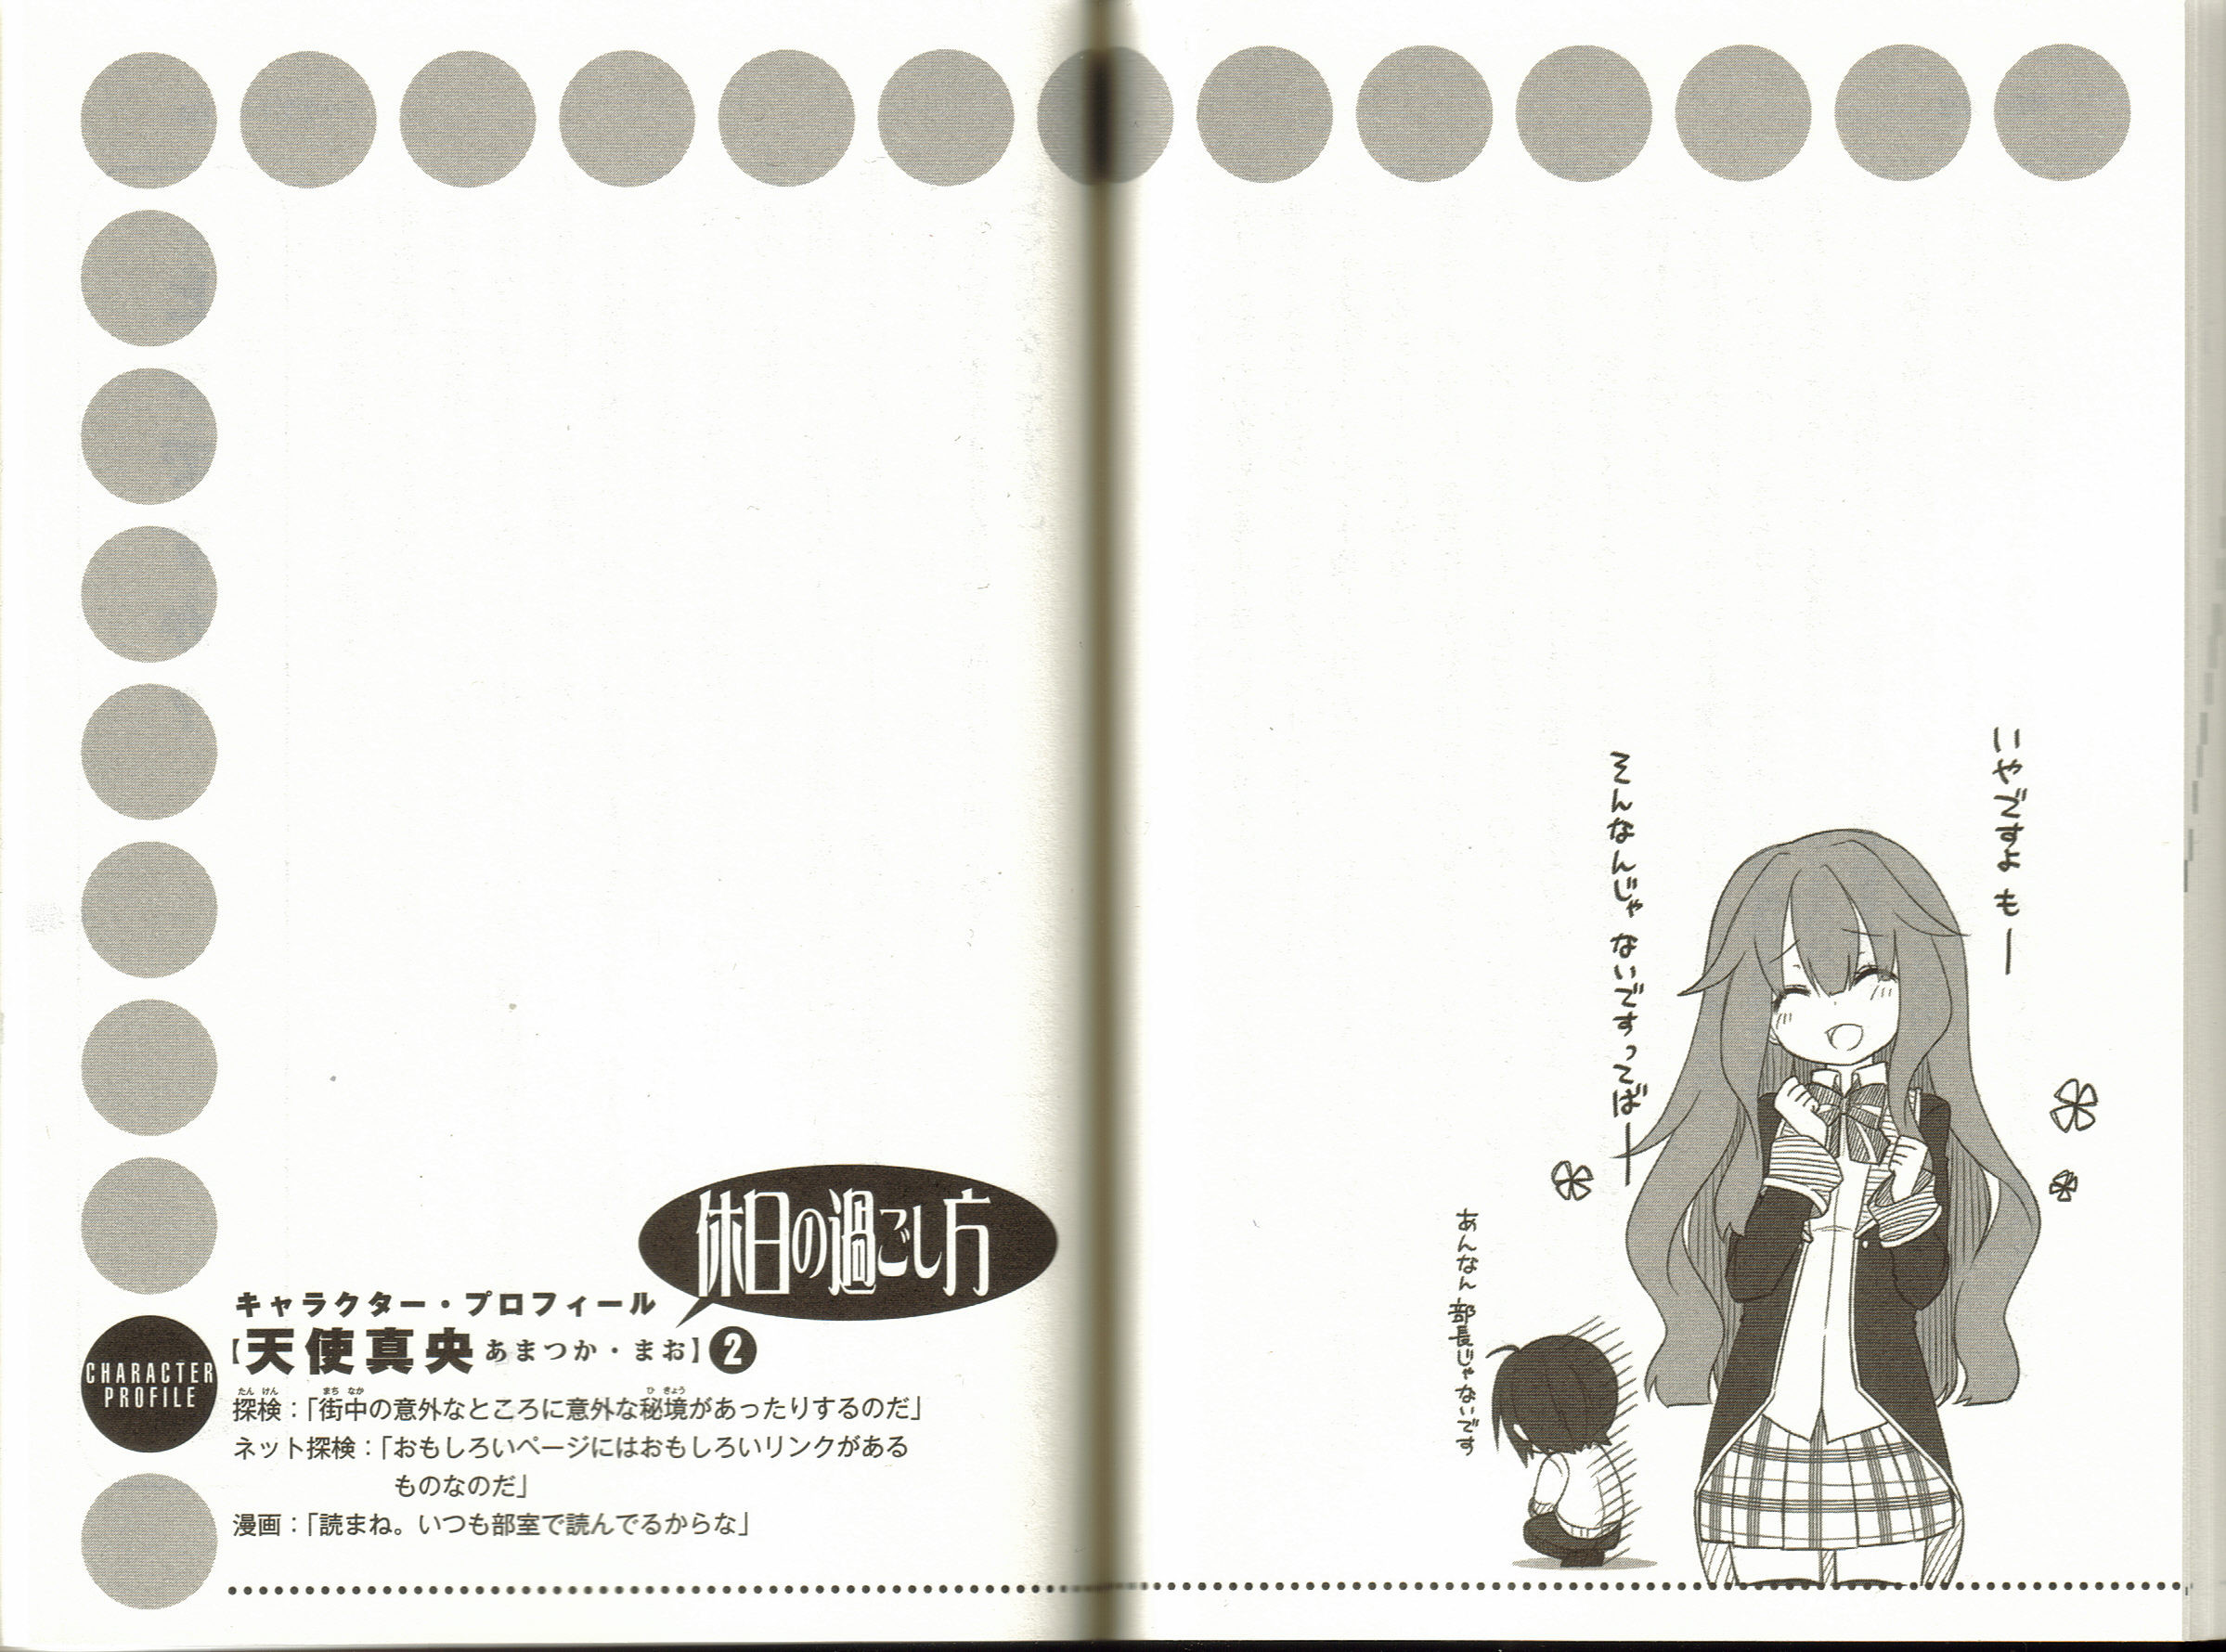 いやですよもー
そんなんじゃないですってばー
あんなん部長じゃないです
休日の過ごし方
キャラクター・プロフィール
【天使真央 あまつか・まお】❷
CHARACTER
PROFILE
探検：「街中の意外なところに意外な秘境があったりするのだ」
ネット探検：「おもしろいページにはおもしろいリンクがある
ものなのだ」
漫画：「読まね。いつも部室で読んでるからな」